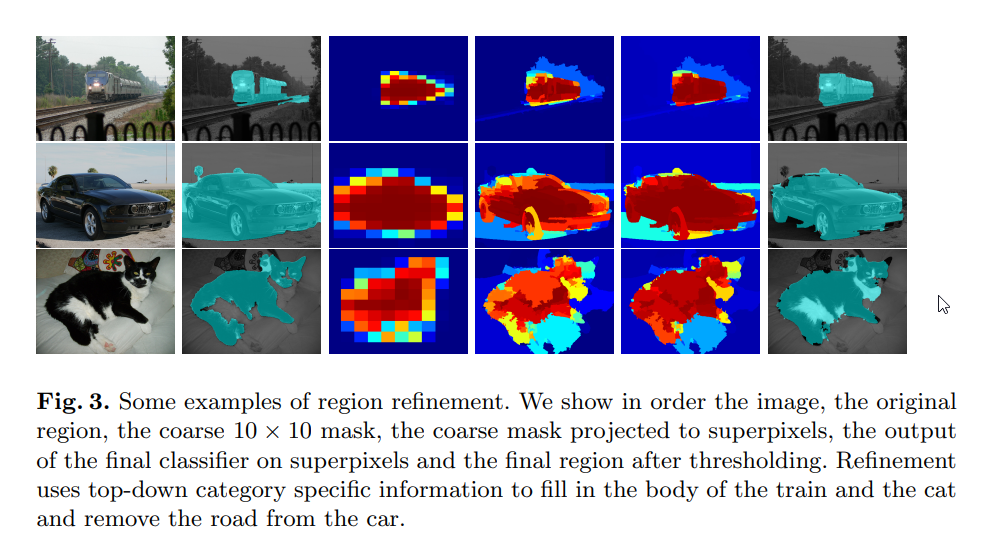 Fig. 3. Some examples of region refinement. We show in order the image, the original
region, the coarse 10 × 10 mask, the coarse mask projected to superpixels, the output
of the final classifier on superpixels and the final region after thresholding. Refinement
uses top-down category specific information to fill in the body of the train and the cat
and remove the road from the car.